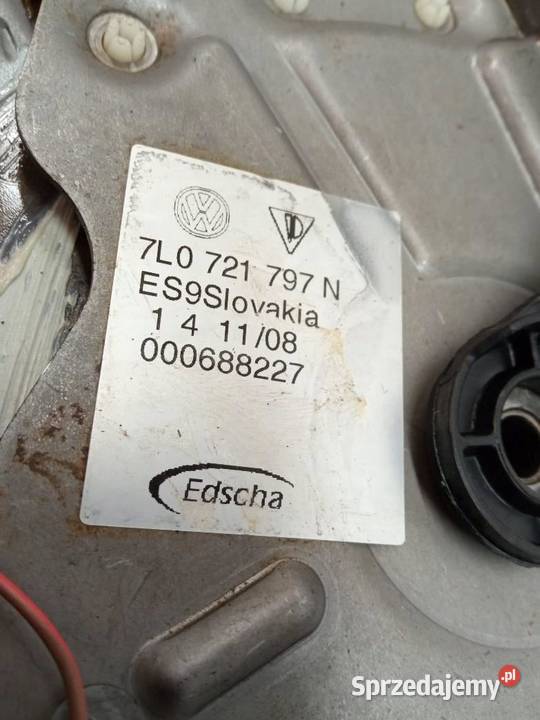 7L0 721 797 N
ES9Slovakia
1 4 11/08
000688227
Edscha
Sprzedajemy.pl